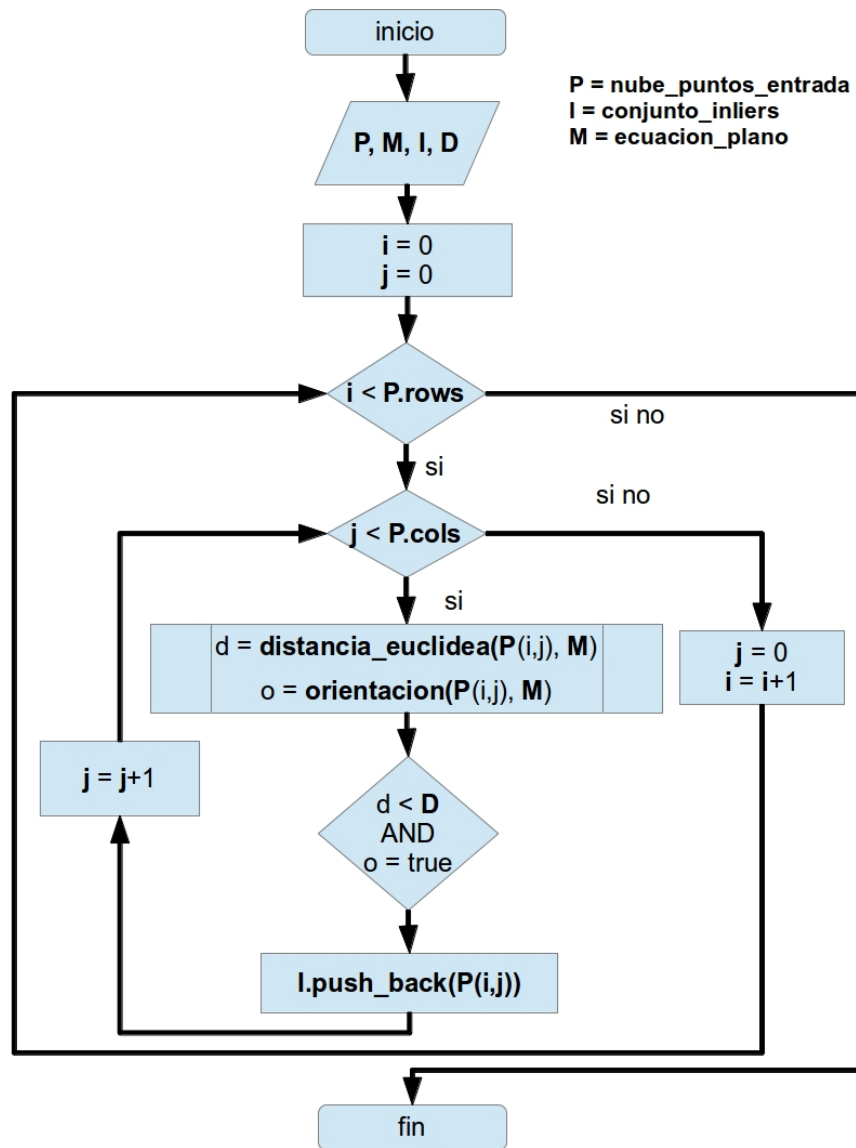 inicio
P = nube_puntos_entrada
I = conjunto_inliers
M = ecuacion_plano
P, M, I, D
i = 0
j = 0
i < P.rows
si no
si
si no
j < P.cols
si
d = distancia_euclidea(P(i,j), M)
o = orientacion(P(i,j), M)
j = 0
i = i+1
j = j+1
d < D
AND
o = true
I.push_back(P(i,j))
fin